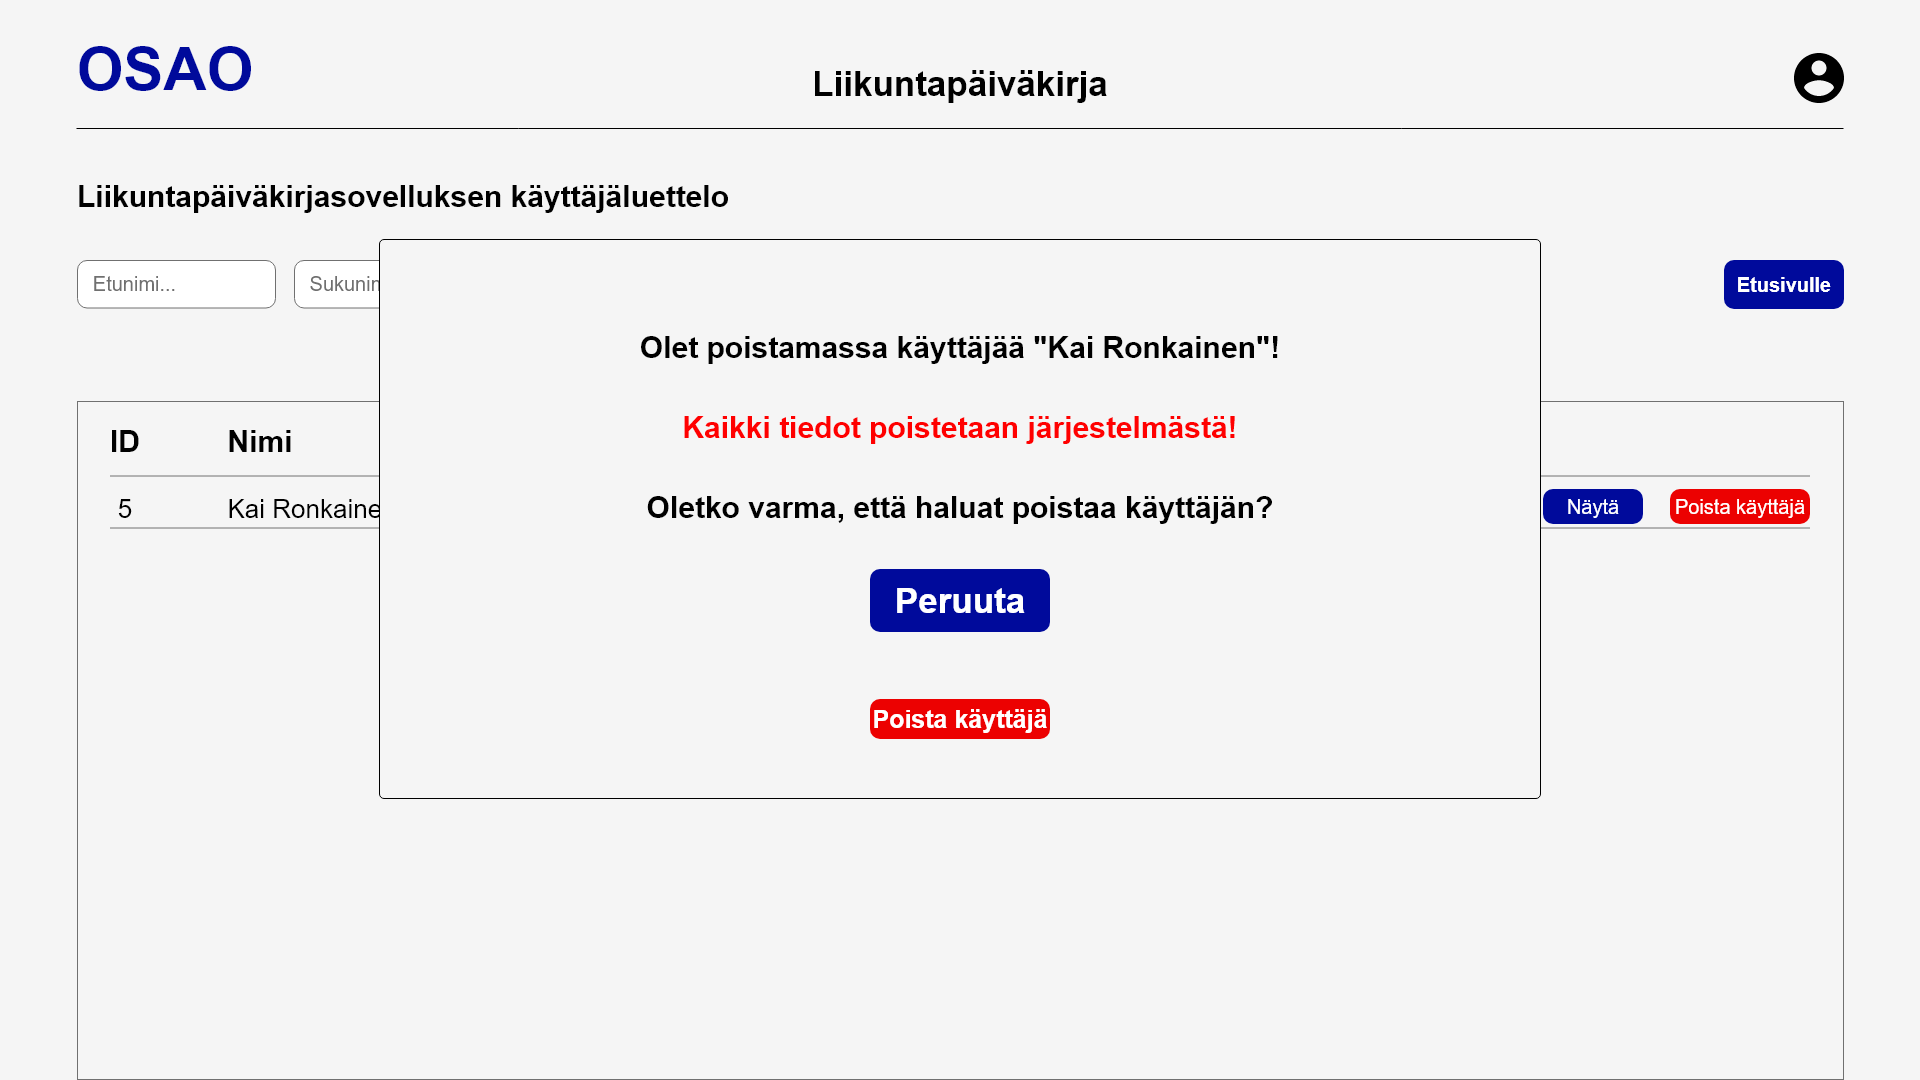 OSAO
Liikuntapäiväkirja
Liikuntapäiväkirjasovelluksen käyttäjäluettelo
Etunimi...
Sukunim
Etusivulle
Olet poistamassa käyttäjää "Kai Ronkainen"!
Kaikki tiedot poistetaan järjestelmästä!
Oletko varma, että haluat poistaa käyttäjän?
Peruuta
Poista käyttäjä
ID Nimi
5 Kai Ronkaine
Näytä
Poista käyttäjä